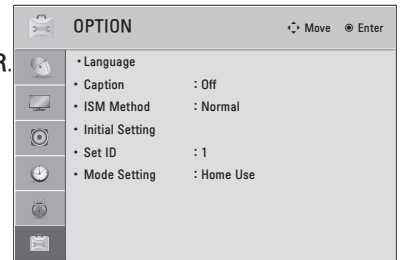 OPTION
Move
Enter
R.
• Language
• Caption : Off
• ISM Method : Normal
• Initial Setting
• Set ID : 1
• Mode Setting : Home Use